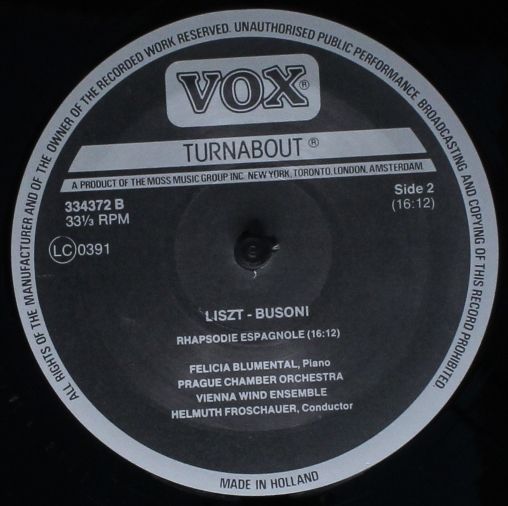 ALL RIGHTS OF THE MANUFACTURER AND OF THE OWNER OF THE RECORDED WORK RESERVED. UNAUTHORISED PUBLIC PERFORMANCE, BROADCASTING AND COPYING OF THIS RECORD PROHIBITED.
VOX®
TURNABOUT ®
A PRODUCT OF THE MOSS MUSIC GROUP INC. NEW YORK, TORONTO, LONDON, AMSTERDAM.
334372 B
Side 2
33⅓ RPM
(16:12)
LC 0391
LISZT - BUSONI
RHAPSODIE ESPAGNOLE (16:12)
FELICIA BLUMENTAL, Piano
PRAGUE CHAMBER ORCHESTRA
VIENNA WIND ENSEMBLE
HELMUTH FROSCHAUER, Conductor
MADE IN HOLLAND